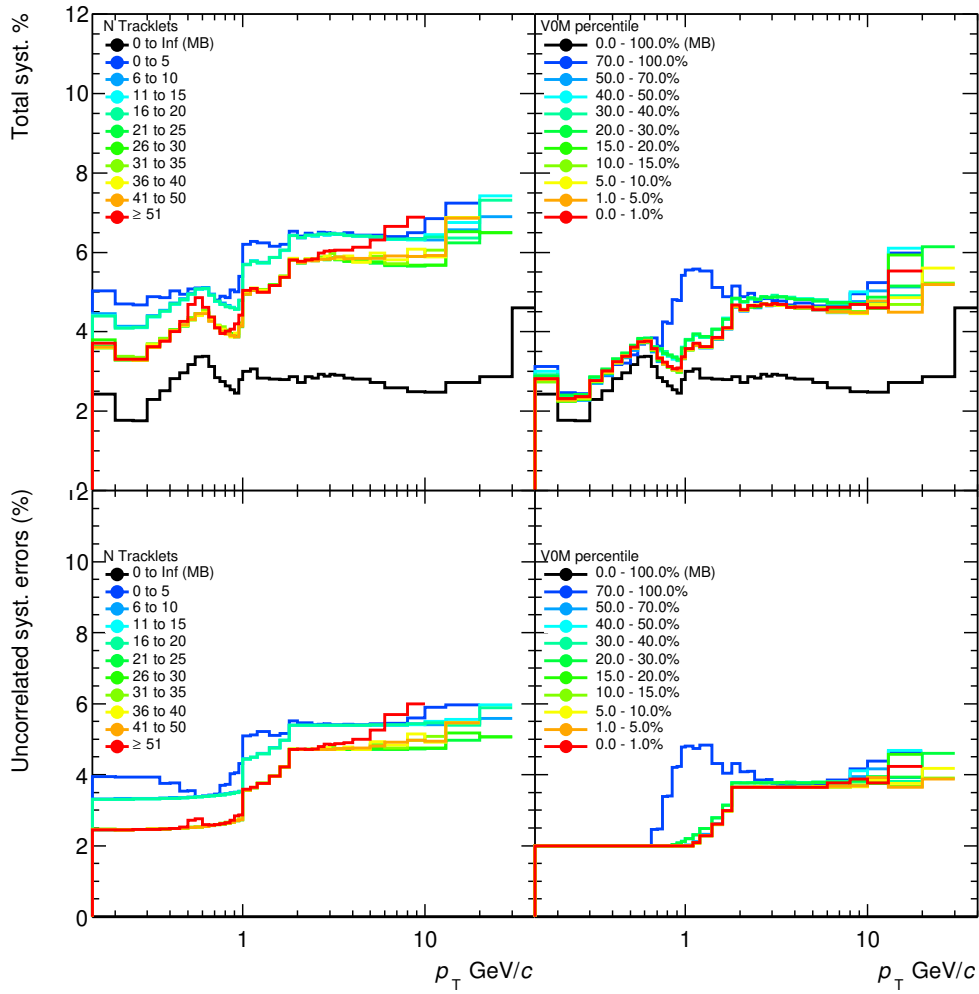 Total syst. %
12
10
8
6
4
2
N Tracklets
0 to Inf (MB)
0 to 5
6 to 10
11 to 15
16 to 20
21 to 25
26 to 30
31 to 35
36 to 40
41 to 50
≥ 51
V0M percentile
0.0 - 100.0% (MB)
70.0 - 100.0%
50.0 - 70.0%
40.0 - 50.0%
30.0 - 40.0%
20.0 - 30.0%
15.0 - 20.0%
10.0 - 15.0%
5.0 - 10.0%
1.0 - 5.0%
0.0 - 1.0%
Uncorrelated syst. errors (%)
12
10
8
6
4
2
0
N Tracklets
0 to Inf (MB)
0 to 5
6 to 10
11 to 15
16 to 20
21 to 25
26 to 30
31 to 35
36 to 40
41 to 50
≥ 51
V0M percentile
0.0 - 100.0% (MB)
70.0 - 100.0%
50.0 - 70.0%
40.0 - 50.0%
30.0 - 40.0%
20.0 - 30.0%
15.0 - 20.0%
10.0 - 15.0%
5.0 - 10.0%
1.0 - 5.0%
0.0 - 1.0%
1 10
1 10
p_T GeV/c
p_T GeV/c